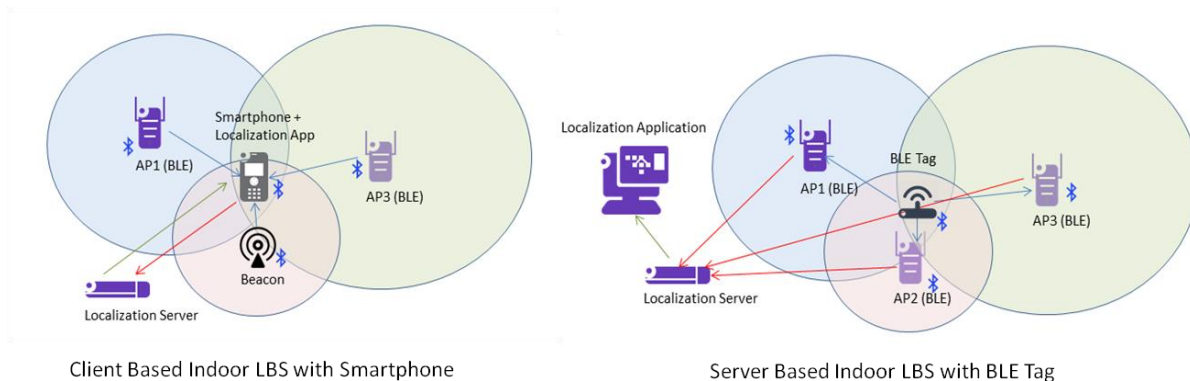 Smartphone +
Localization App
AP1 (BLE)
AP3 (BLE)
Beacon
Localization Server
Client Based Indoor LBS with Smartphone
Localization Application
AP1 (BLE)
BLE Tag
AP3 (BLE)
Localization Server
AP2 (BLE)
Server Based Indoor LBS with BLE Tag